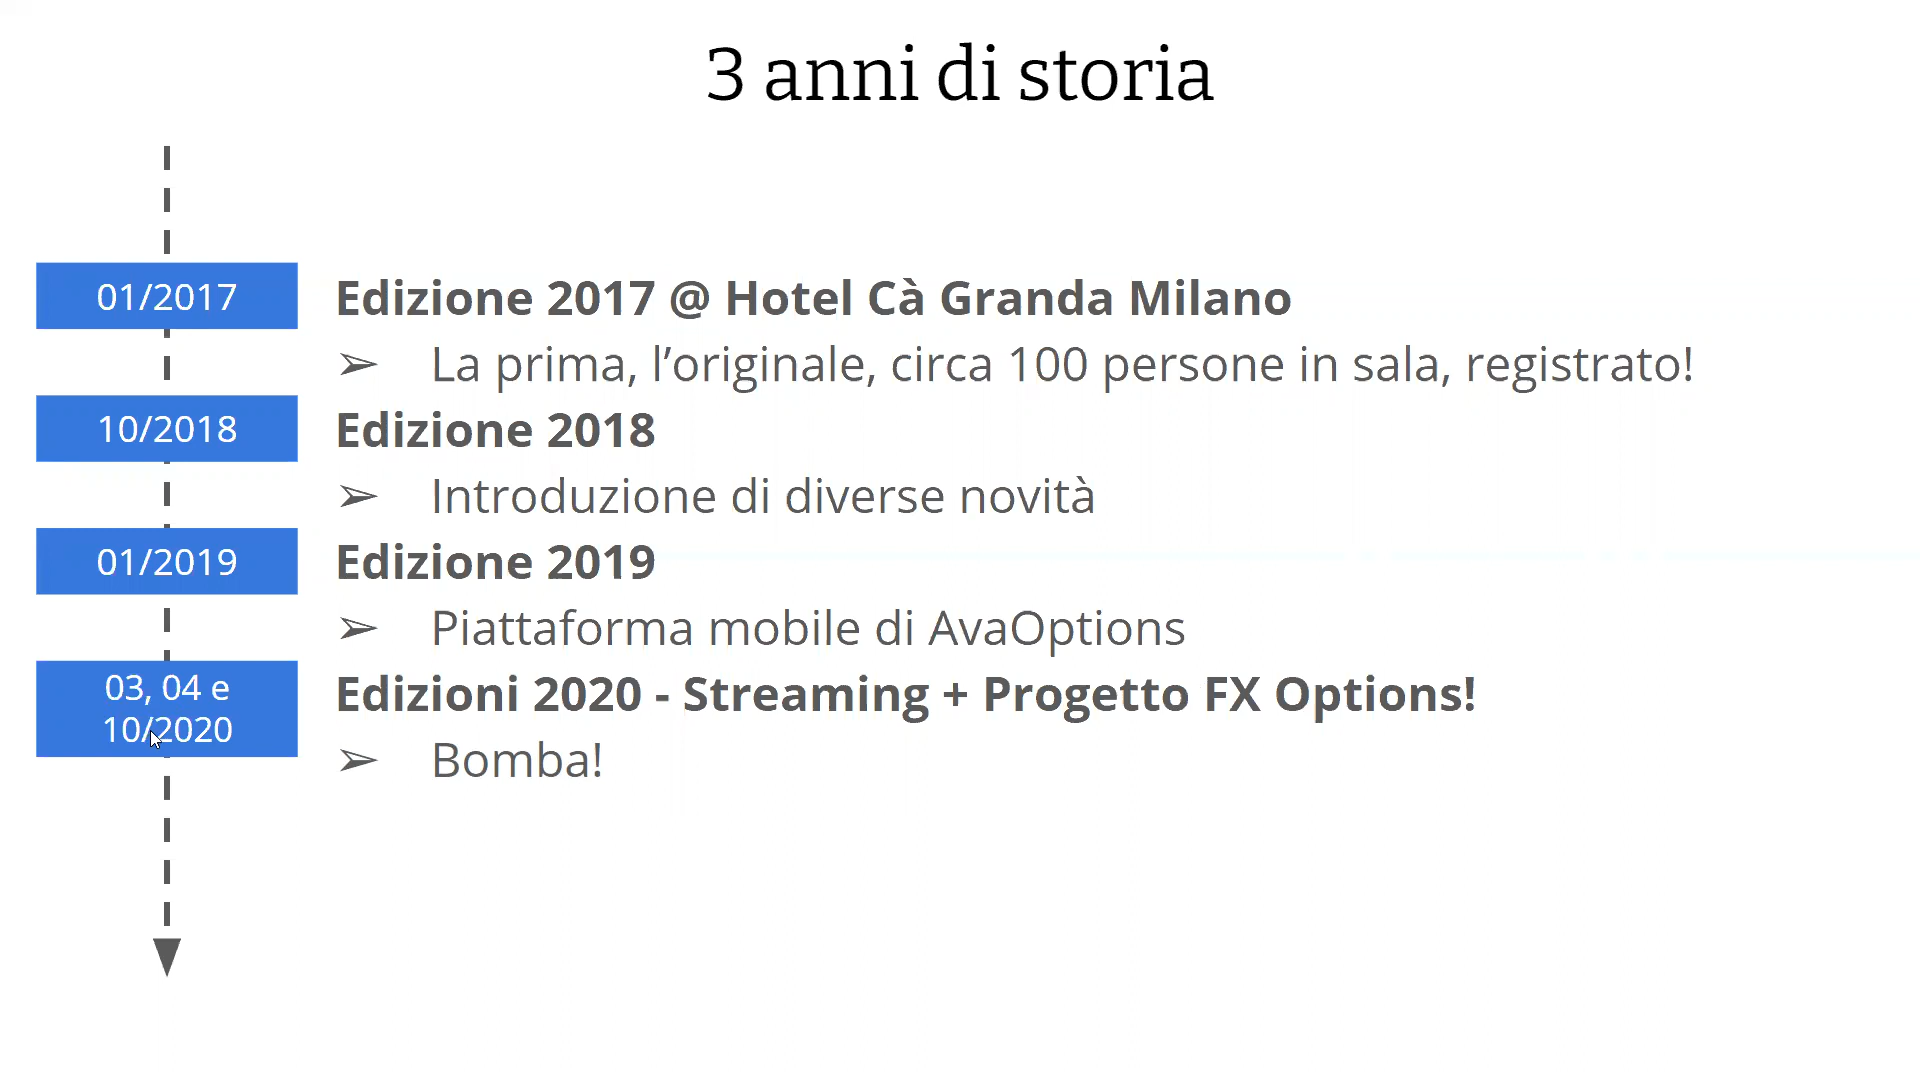 3 anni di storia
01/2017
Edizione 2017 @ Hotel Cà Granda Milano
➢ La prima, l’originale, circa 100 persone in sala, registrato!
10/2018
Edizione 2018
➢ Introduzione di diverse novità
01/2019
Edizione 2019
➢ Piattaforma mobile di AvaOptions
03, 04 e
10/2020
Edizioni 2020 - Streaming + Progetto FX Options!
➢ Bomba!